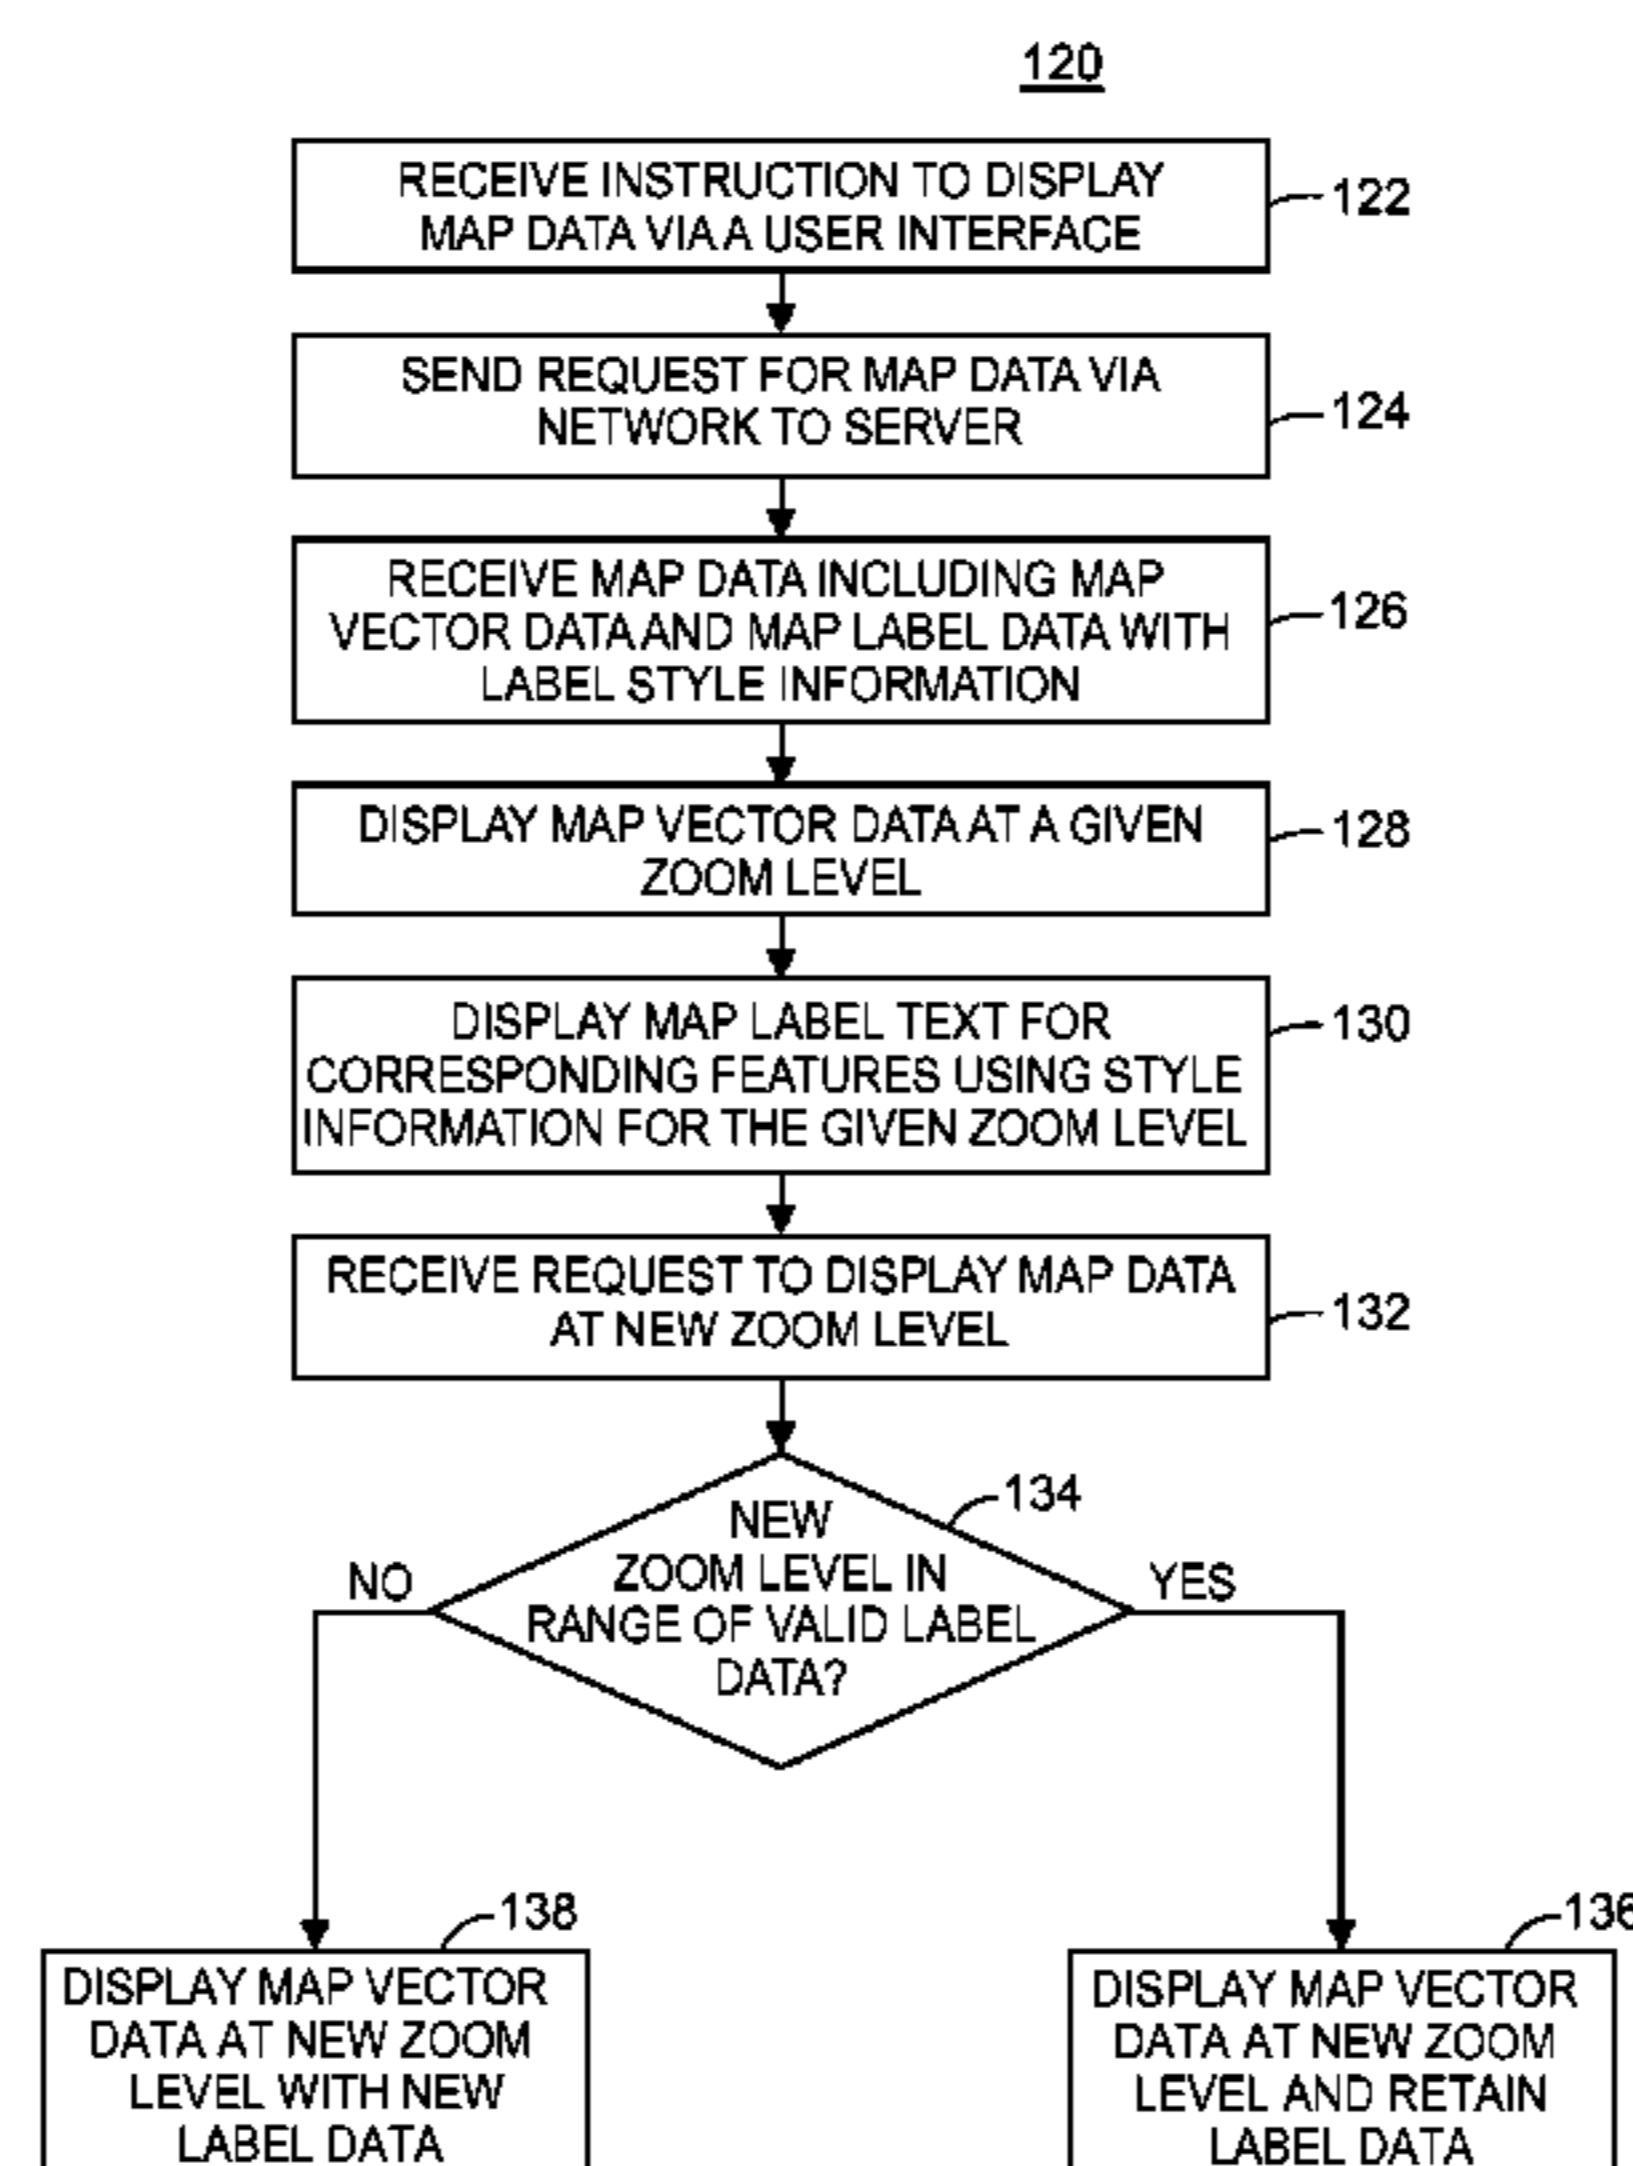 120
RECEIVE INSTRUCTION TO DISPLAY
MAP DATA VIA A USER INTERFACE
122
SEND REQUEST FOR MAP DATA VIA
NETWORK TO SERVER
124
RECEIVE MAP DATA INCLUDING MAP
VECTOR DATA AND MAP LABEL DATA WITH
LABEL STYLE INFORMATION
126
DISPLAY MAP VECTOR DATA AT A GIVEN
ZOOM LEVEL
128
DISPLAY MAP LABEL TEXT FOR
CORRESPONDING FEATURES USING STYLE
INFORMATION FOR THE GIVEN ZOOM LEVEL
130
RECEIVE REQUEST TO DISPLAY MAP DATA
AT NEW ZOOM LEVEL
132
134
NEW
ZOOM LEVEL IN
RANGE OF VALID LABEL
DATA?
NO
YES
138
DISPLAY MAP VECTOR
DATA AT NEW ZOOM
LEVEL WITH NEW
LABEL DATA
136
DISPLAY MAP VECTOR
DATA AT NEW ZOOM
LEVEL AND RETAIN
LABEL DATA